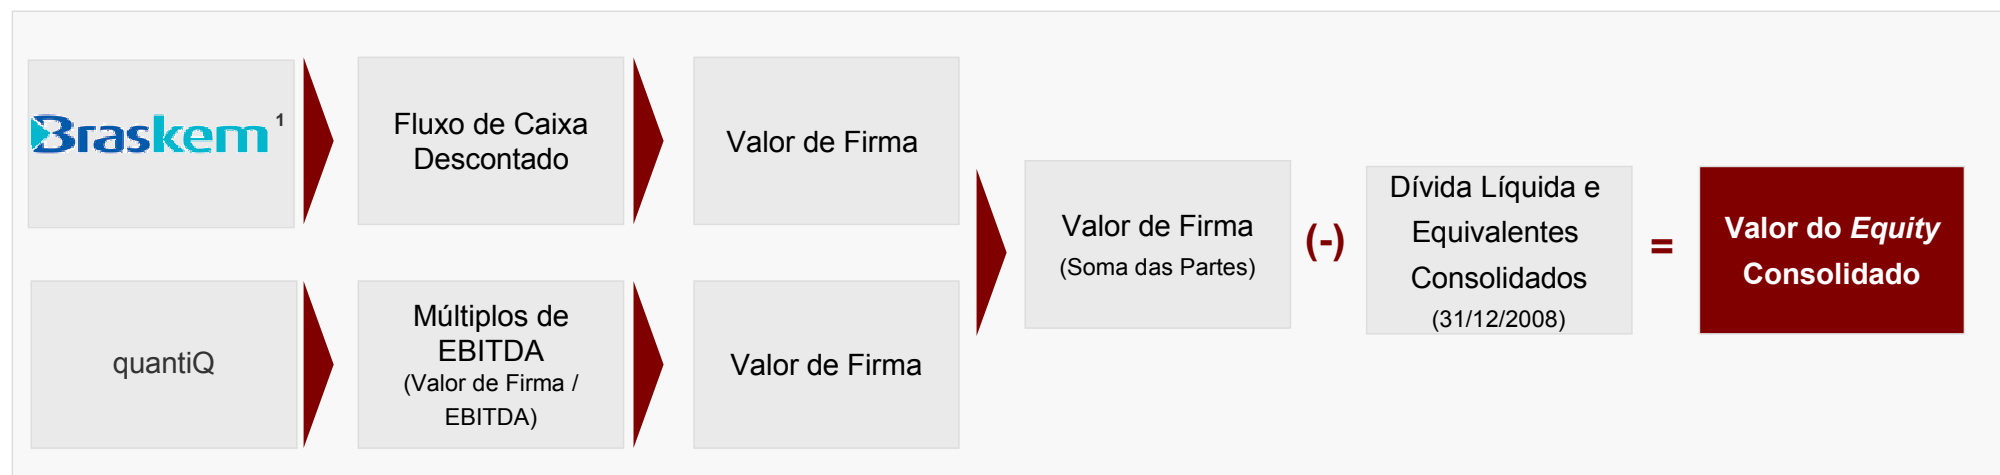 Braskem 1
Fluxo de Caixa
Descontado
Valor de Firma
quantiQ
Múltiplos de
EBITDA
(Valor de Firma /
EBITDA)
Valor de Firma
Valor de Firma
(Soma das Partes)
(-)
Dívida Líquida e
Equivalentes
Consolidados
(31/12/2008)
=
Valor do Equity
Consolidado